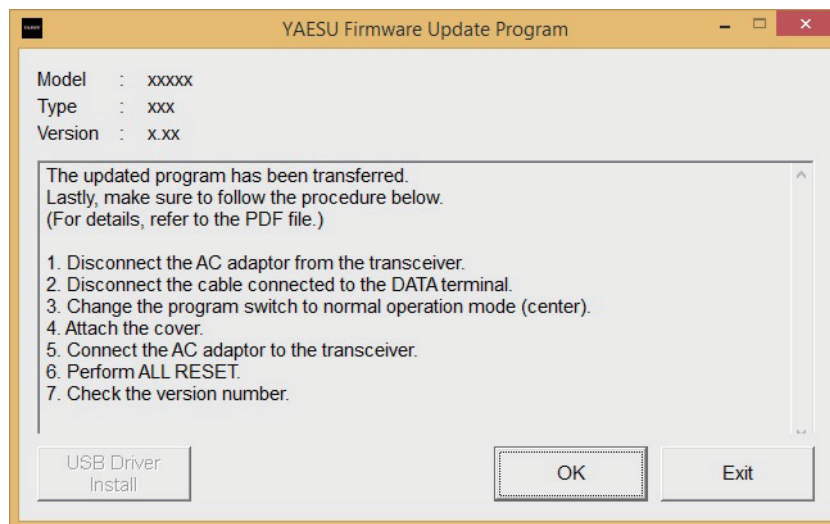 YAESU Firmware Update Program
Model : xxxxx
Type : xxx
Version : x.xx
The updated program has been transferred.
Lastly, make sure to follow the procedure below.
(For details, refer to the PDF file.)
1. Disconnect the AC adaptor from the transceiver.
2. Disconnect the cable connected to the DATA terminal.
3. Change the program switch to normal operation mode (center).
4. Attach the cover.
5. Connect the AC adaptor to the transceiver.
6. Perform ALL RESET.
7. Check the version number.
USB Driver
Install
OK
Exit